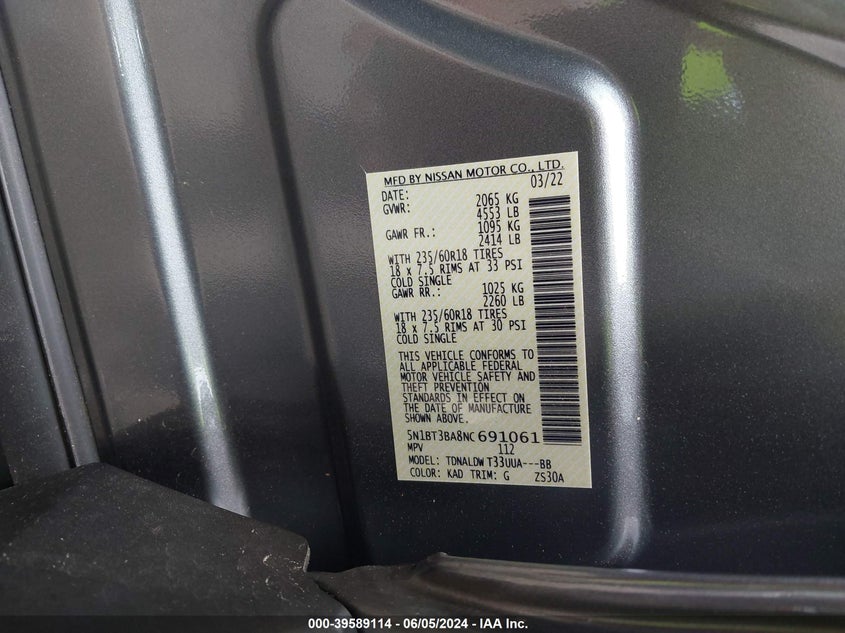 MFD BY NISSAN MOTOR CO., LTD.
DATE: 03/22
GVWR: 2065 KG
4553 LB
GAWR FR.: 1095 KG
2414 LB
WITH 235/60R18 TIRES
18 x 7.5 RIMS AT 33 PSI
COLD SINGLE
GAWR RR.: 1025 KG
2260 LB
WITH 235/60R18 TIRES
18 x 7.5 RIMS AT 30 PSI
COLD SINGLE
THIS VEHICLE CONFORMS TO
ALL APPLICABLE FEDERAL
MOTOR VEHICLE SAFETY AND
THEFT PREVENTION
STANDARDS IN EFFECT ON
THE DATE OF MANUFACTURE
SHOWN ABOVE.
5N1BT3BA8NC691061
MPV 112
MODEL: TDNALDW T33UUA---BB
COLOR: KAD TRIM: G ZS30A
000-39589114 - 06/05/2024 - IAA Inc.